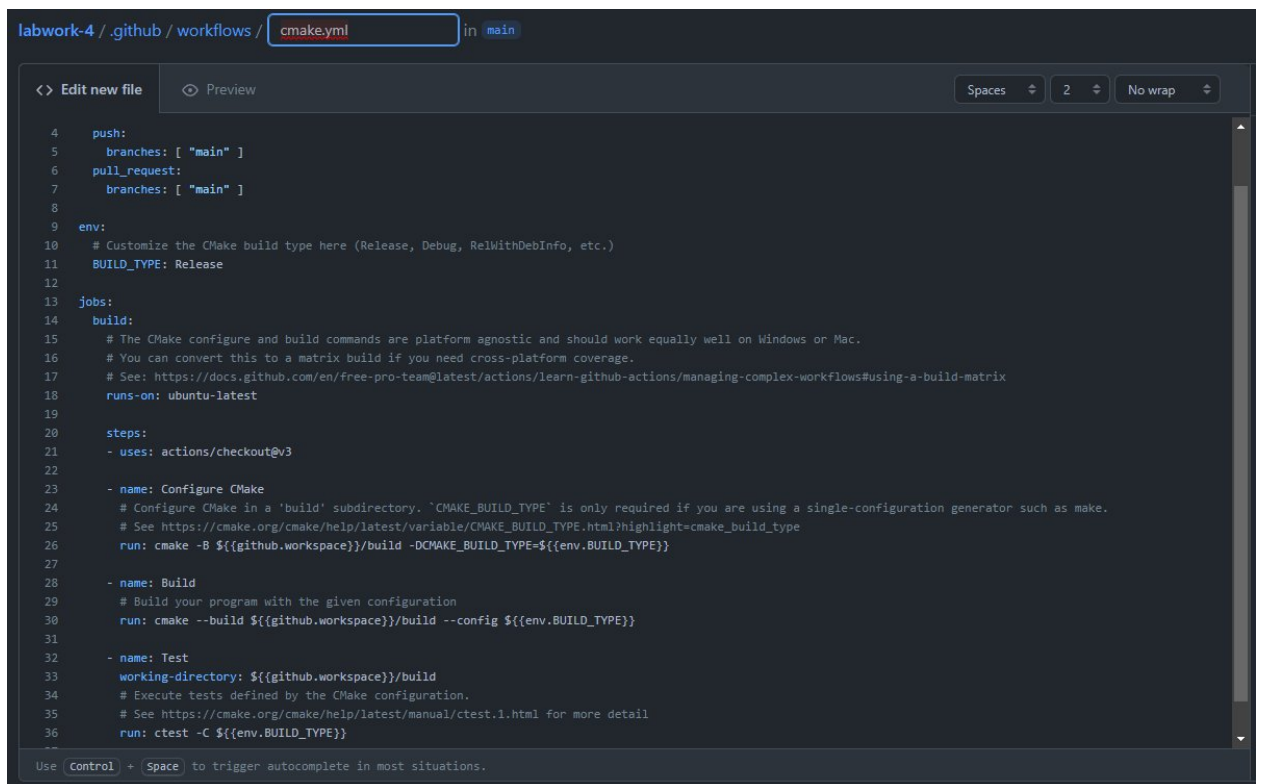 labwork-4 / .github / workflows / cmake.yml in main
<> Edit new file Preview Spaces 2 No wrap
4 push:
5 branches: [ "main" ]
6 pull_request:
7 branches: [ "main" ]
8
9 env:
10 # Customize the CMake build type here (Release, Debug, RelWithDebInfo, etc.)
11 BUILD_TYPE: Release
12
13 jobs:
14 build:
15 # The CMake configure and build commands are platform agnostic and should work equally well on Windows or Mac.
16 # You can convert this to a matrix build if you need cross-platform coverage.
17 # See: https://docs.github.com/en/free-pro-team@latest/actions/learn-github-actions/managing-complex-workflows#using-a-build-matrix
18 runs-on: ubuntu-latest
19
20 steps:
21 - uses: actions/checkout@v3
22
23 - name: Configure CMake
24 # Configure CMake in a 'build' subdirectory. `CMAKE_BUILD_TYPE` is only required if you are using a single-configuration generator such as make.
25 # See https://cmake.org/cmake/help/latest/variable/CMAKE_BUILD_TYPE.html?highlight=cmake_build_type
26 run: cmake -B ${{github.workspace}}/build -DCMAKE_BUILD_TYPE=${{env.BUILD_TYPE}}
27
28 - name: Build
29 # Build your program with the given configuration
30 run: cmake --build ${{github.workspace}}/build --config ${{env.BUILD_TYPE}}
31
32 - name: Test
33 working-directory: ${{github.workspace}}/build
34 # Execute tests defined by the CMake configuration.
35 # See https://cmake.org/cmake/help/latest/manual/ctest.1.html for more detail
36 run: ctest -C ${{env.BUILD_TYPE}}
Use Control + Space to trigger autocomplete in most situations.